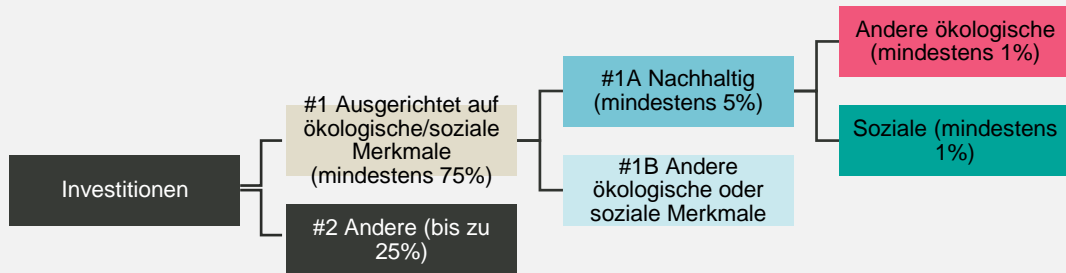 Investitionen
#1 Ausgerichtet auf
ökologische/soziale
Merkmale
(mindestens 75%)
#2 Andere (bis zu
25%)
#1A Nachhaltig
(mindestens 5%)
#1B Andere
ökologische oder
soziale Merkmale
Andere ökologische
(mindestens 1%)
Soziale (mindestens
1%)